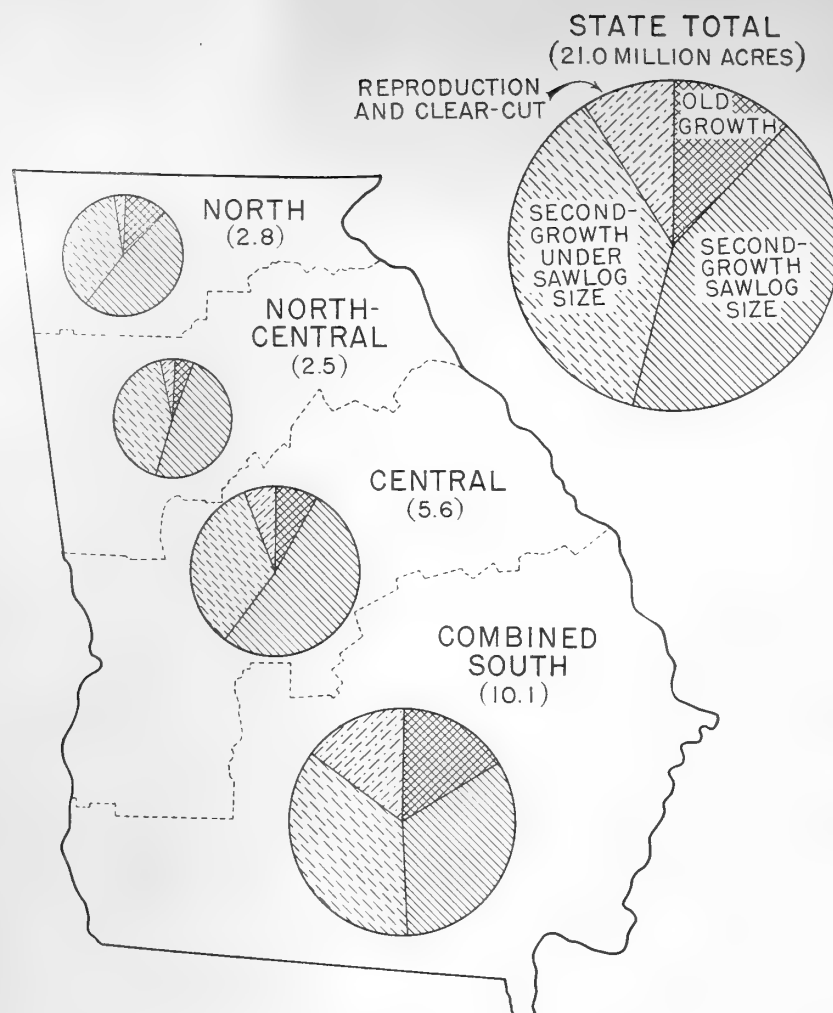 STATE TOTAL
(21.0 MILLION ACRES)
REPRODUCTION
AND CLEAR-CUT
OLD
GROWTH
SECOND-
GROWTH
UNDER
SAWLOG
SIZE
SECOND-
GROWTH
SAWLOG
SIZE
NORTH
(2.8)
NORTH-
CENTRAL
(2.5)
CENTRAL
(5.6)
COMBINED
SOUTH
(10.1)